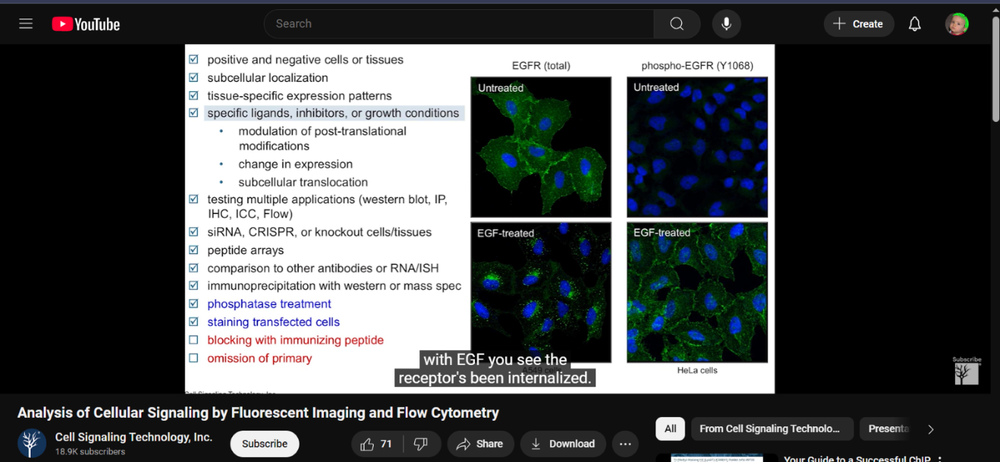 YouTube
Search
Create
positive and negative cells or tissues
subcellular localization
tissue-specific expression patterns
specific ligands, inhibitors, or growth conditions
• modulation of post-translational
modifications
• change in expression
• subcellular translocation
testing multiple applications (western blot, IP,
IHC, ICC, Flow)
siRNA, CRISPR, or knockout cells/tissues
peptide arrays
comparison to other antibodies or RNA/ISH
immunoprecipitation with western or mass spec
phosphatase treatment
staining transfected cells
blocking with immunizing peptide
omission of primary
EGFR (total)
phospho-EGFR (Y1068)
Untreated
Untreated
EGF-treated
EGF-treated
A549 cells
HeLa cells
with EGF you see the
receptor's been internalized.
Subscribe
Cell Signaling Technology, Inc.
Analysis of Cellular Signaling by Fluorescent Imaging and Flow Cytometry
Cell Signaling Technology, Inc.
18.9K subscribers
Subscribe
71
Share
Download
All
From Cell Signaling Technolo...
Presenta
Your Guide to a Successful ChIP